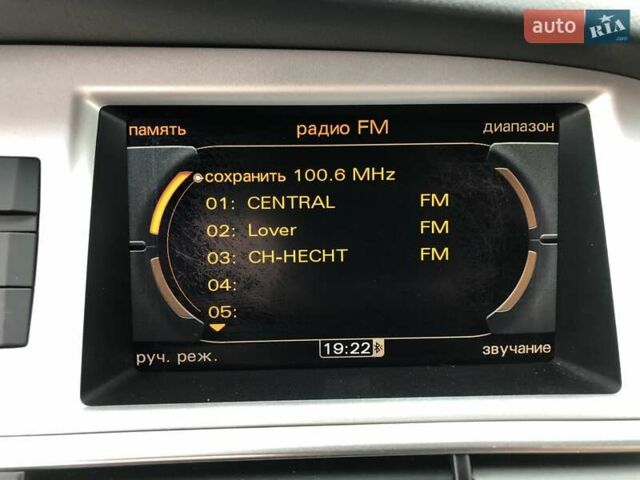 auto RIA.com
память радио FM диапазон
сохранить 100.6 MHz
01: CENTRAL FM
02: Lover FM
03: CH-HECHT FM
04:
05:
руч. реж. 19:22 звучание